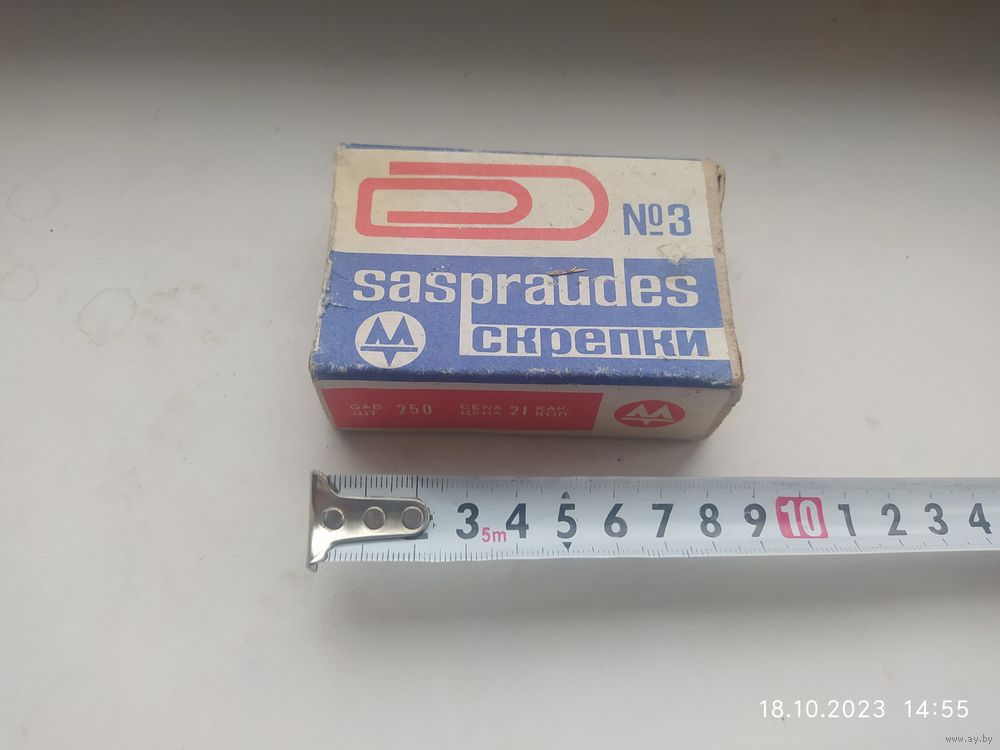 №3
saspraudes
скрепки
GAB. 250 CENA 21 KAP.
ШТ. ЦЕНА КОП.
3 4 5 6 7 8 9 10 1 2 3 4
5m
18.10.2023 14:55
www.ay.by